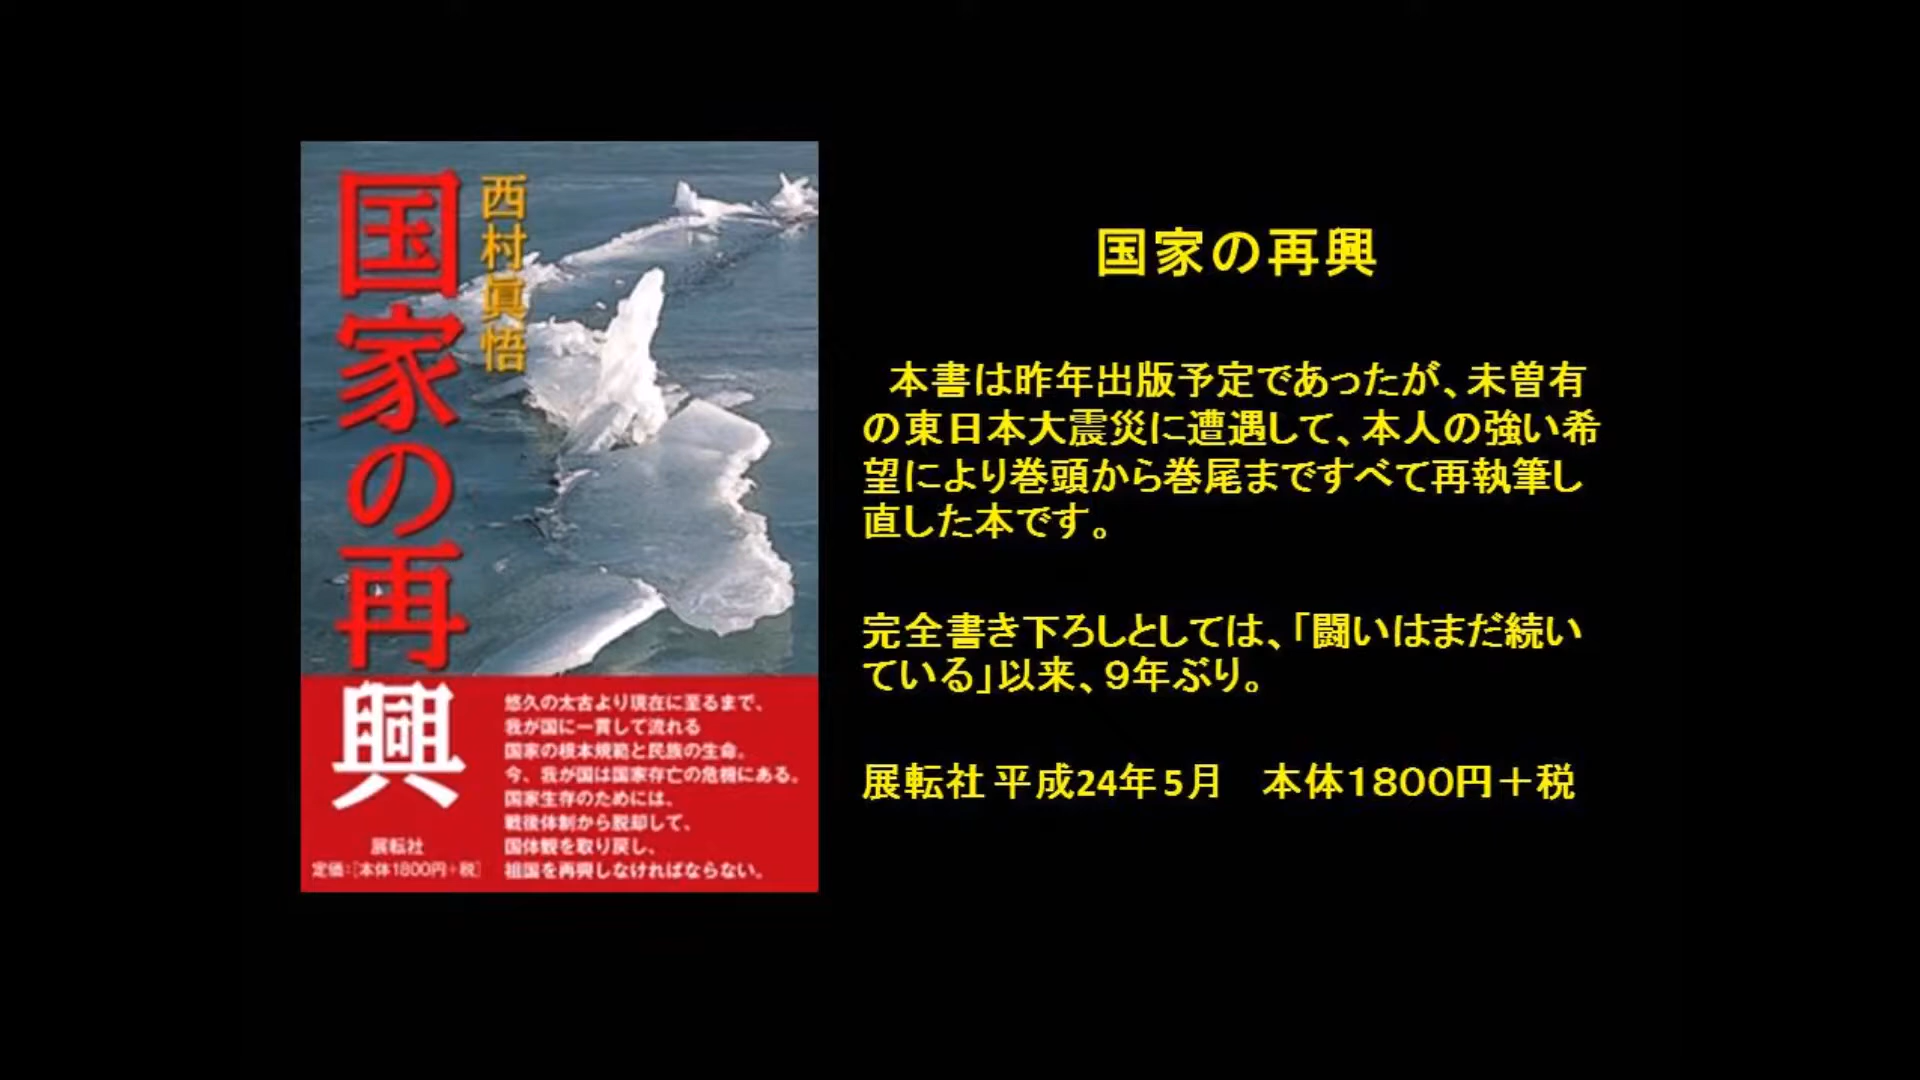 国家の再興
西村眞悟
悠久の太古より現在に至るまで、
我が国に一貫して流れる
国家の根本規範と民族の生命。
今、我が国は国家存亡の危機にある。
国家生存のためには、
戦後体制から脱却して、
国体観を取り戻し、
祖国を再興しなければならない。
展転社
定価：［本体1800円＋税］
国家の再興
本書は昨年出版予定であったが、未曽有
の東日本大震災に遭遇して、本人の強い希
望により巻頭から巻尾まですべて再執筆し
直した本です。
完全書き下ろしとしては、「闘いはまだ続い
ている」以来、９年ぶり。
展転社 平成24年５月　本体１８００円＋税